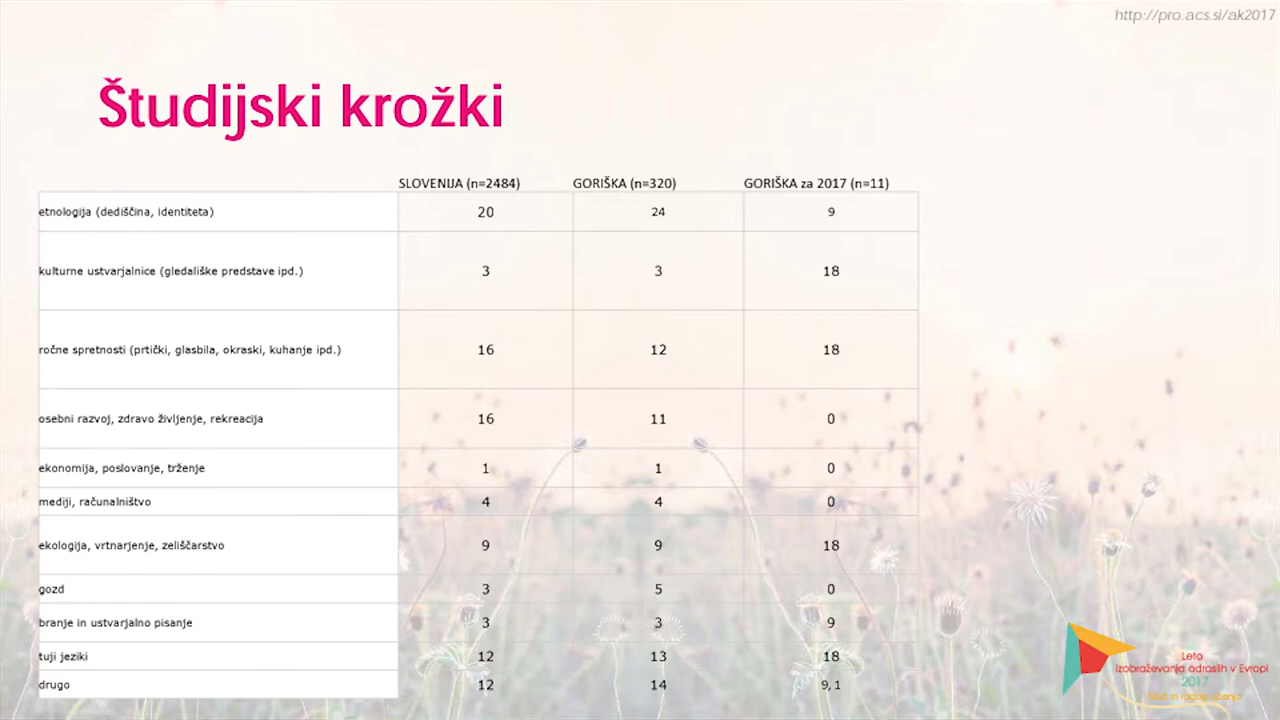 http://pro.acs.si/ak2017
Študijski krožki
SLOVENIJA (n=2484) GORIŠKA (n=320) GORIŠKA za 2017 (n=11)
etnologija (dediščina, identiteta) 20 24 9
kulturne ustvarjalnice (gledališke predstave ipd.) 3 3 18
ročne spretnosti (prtički, glasbila, okraski, kuhanje ipd.) 16 12 18
osebni razvoj, zdravo življenje, rekreacija 16 11 0
ekonomija, poslovanje, trženje 1 1 0
mediji, računalništvo 4 4 0
ekologija, vrtnarjenje, zeliščarstvo 9 9 18
gozd 3 5 0
branje in ustvarjalno pisanje 3 3 9
tuji jeziki 12 13 18
drugo 12 14 9,1
Leto
izobraževanja odraslih v Evropi
2017